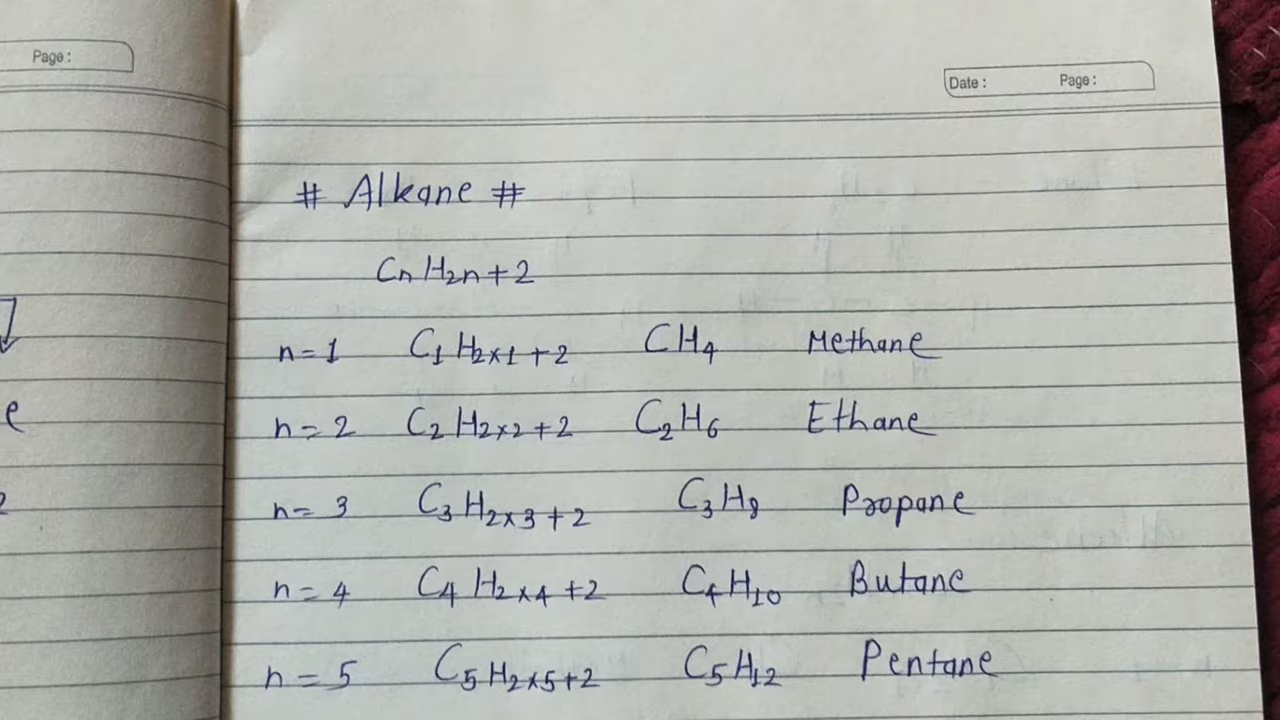 Page :
Date : Page :
# Alkane #
CnH2n+2
n=1 C1H2×1+2 CH4 Methane
n=2 C2H2×2+2 C2H6 Ethane
n=3 C3H2×3+2 C3H8 Propane
n=4 C4H2×4+2 C4H10 Butane
n=5 C5H2×5+2 C5H12 Pentane